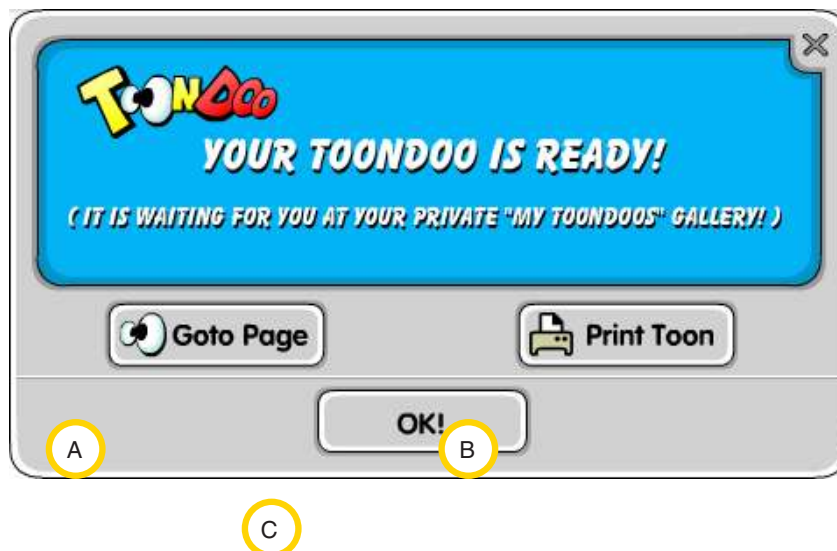 TOONDOO
YOUR TOONDOO IS READY!
( IT IS WAITING FOR YOU AT YOUR PRIVATE "MY TOONDOOS" GALLERY! )
Goto Page
Print Toon
OK!
A
B
C